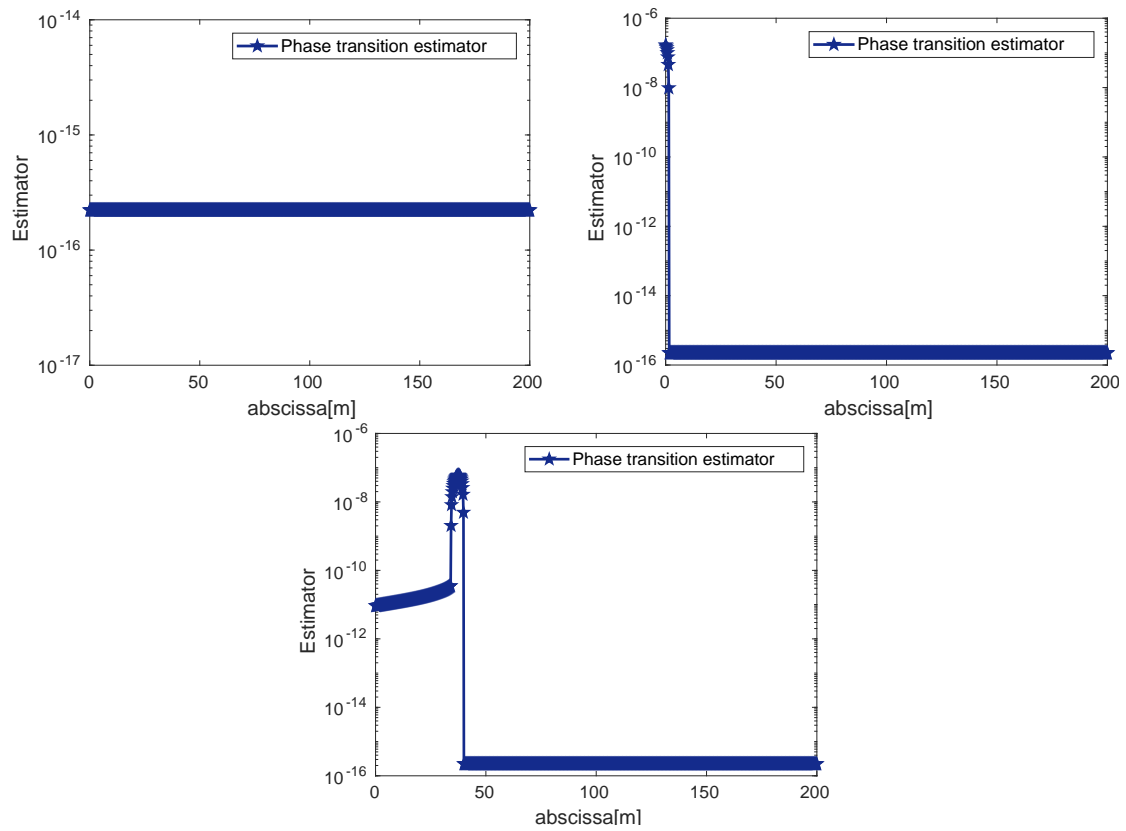 10^-14
Phase transition estimator
10^-15
10^-16
10^-17
Estimator
0 50 100 150 200
abscissa[m]
10^-6
Phase transition estimator
10^-8
10^-10
10^-12
10^-14
10^-16
Estimator
0 50 100 150 200
abscissa[m]
10^-6
Phase transition estimator
10^-8
10^-10
10^-12
10^-14
10^-16
Estimator
0 50 100 150 200
abscissa[m]